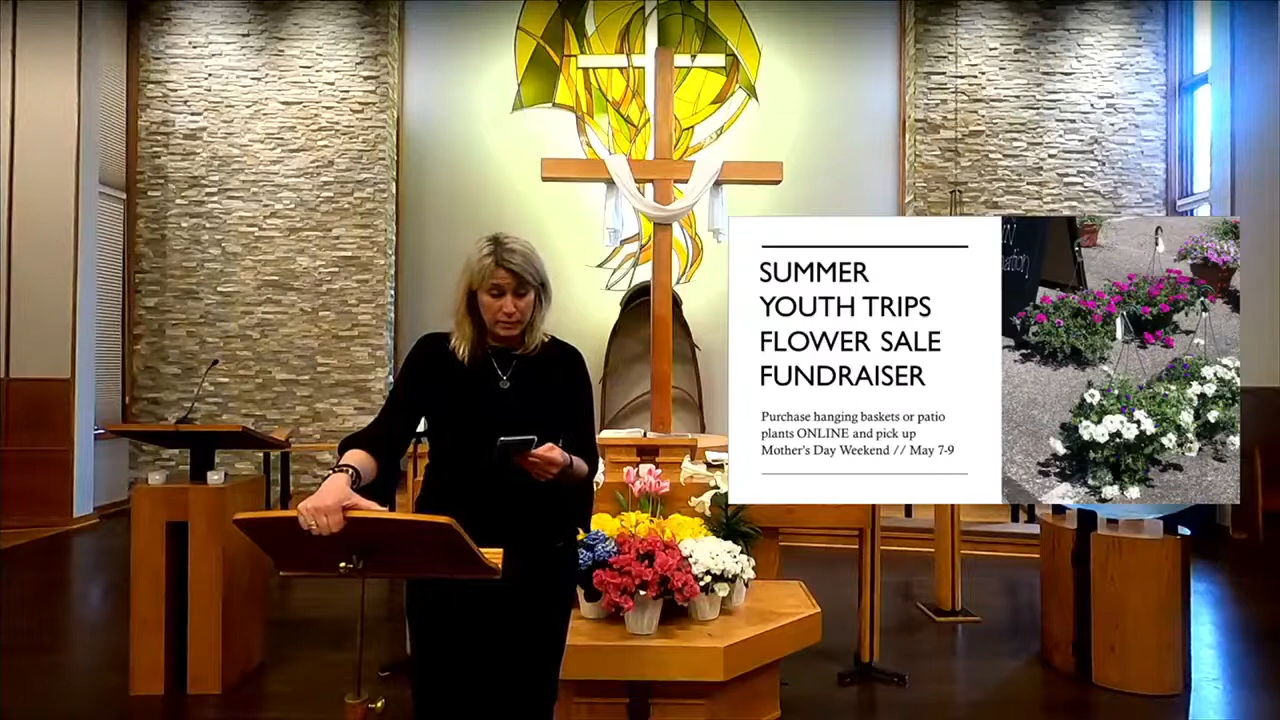 SUMMER
YOUTH TRIPS
FLOWER SALE
FUNDRAISER
Purchase hanging baskets or patio
plants ONLINE and pick up
Mother's Day Weekend // May 7-9